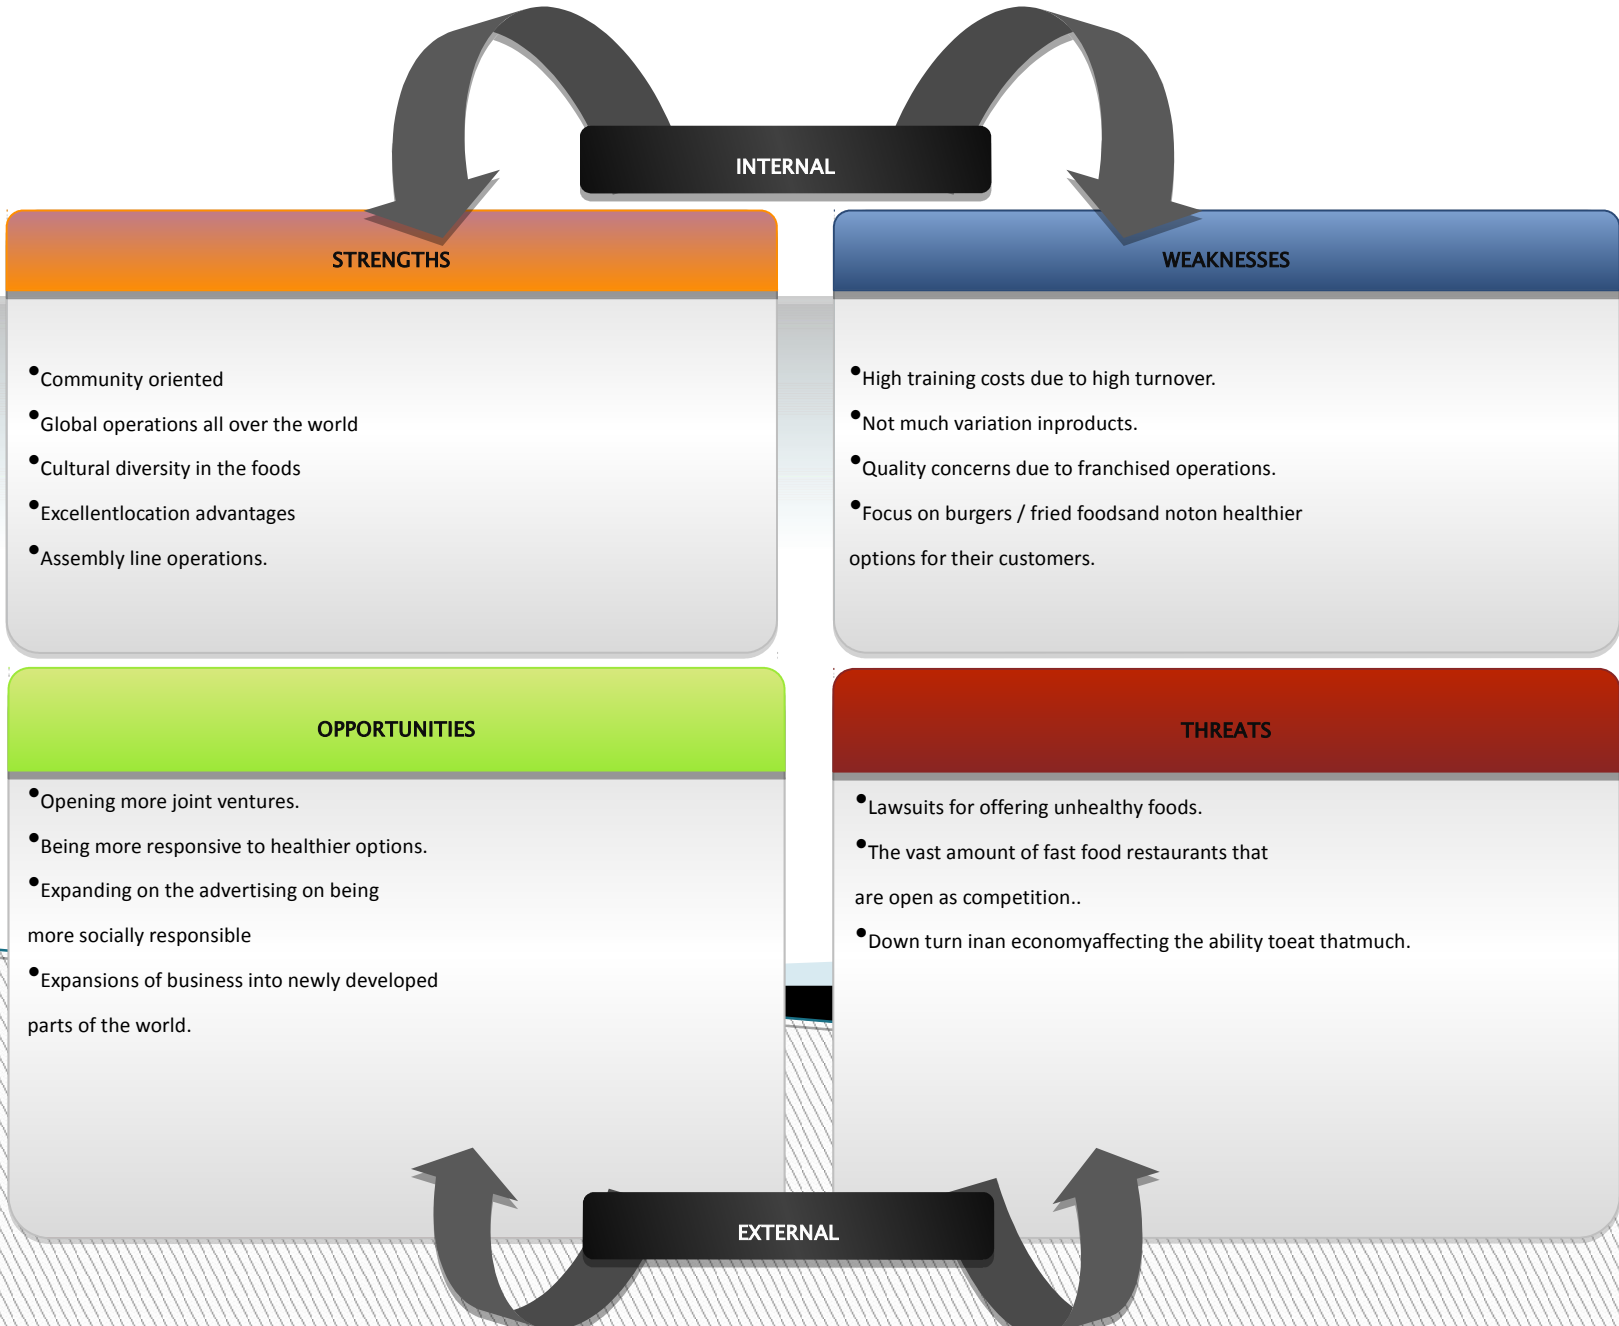 INTERNAL
STRENGTHS
•Community oriented
•Global operations all over the world
•Cultural diversity in the foods
•Excellentlocation advantages
•Assembly line operations.
WEAKNESSES
•High training costs due to high turnover.
•Not much variation inproducts.
•Quality concerns due to franchised operations.
•Focus on burgers / fried foodsand noton healthier
options for their customers.
OPPORTUNITIES
•Opening more joint ventures.
•Being more responsive to healthier options.
•Expanding on the advertising on being
more socially responsible
•Expansions of business into newly developed
parts of the world.
THREATS
•Lawsuits for offering unhealthy foods.
•The vast amount of fast food restaurants that
are open as competition..
•Down turn inan economyaffecting the ability toeat thatmuch.
EXTERNAL